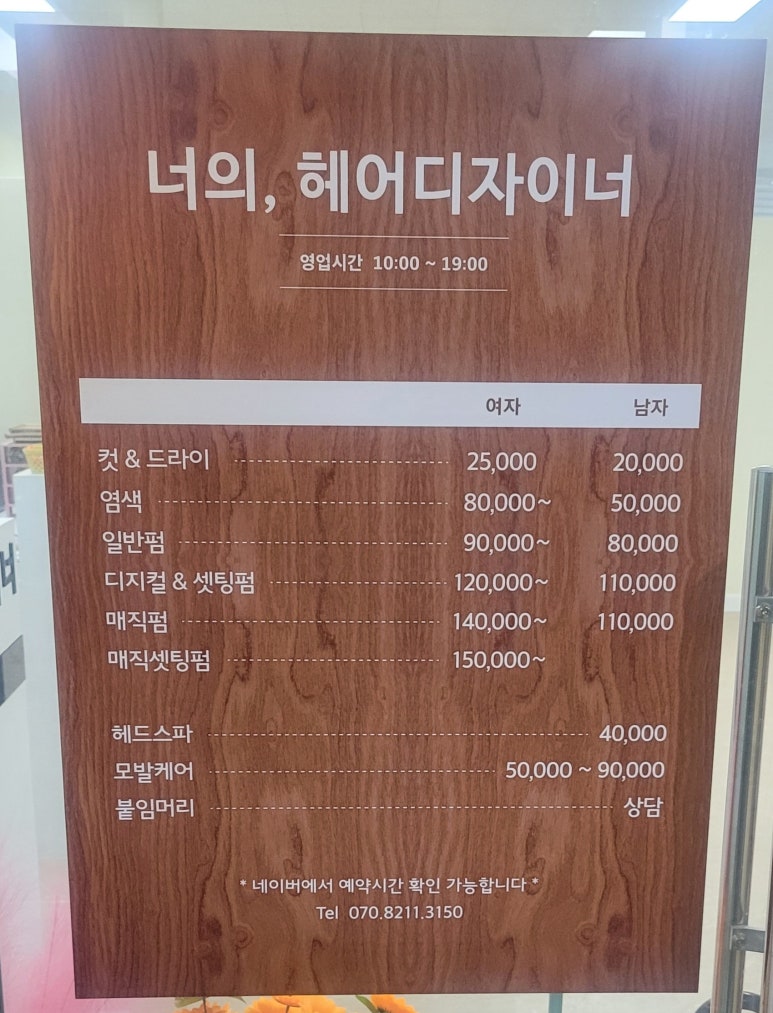 너의, 헤어디자이너
영업시간 10:00 ~ 19:00
여자 남자
컷 & 드라이 25,000 20,000
염색 80,000~ 50,000
일반펌 90,000~ 80,000
디지컬 & 셋팅펌 120,000~ 110,000
매직펌 140,000~ 110,000
매직셋팅펌 150,000~
헤드스파 40,000
모발케어 50,000 ~ 90,000
붙임머리 상담
* 네이버에서 예약시간 확인 가능합니다 *
Tel 070.8211.3150
너